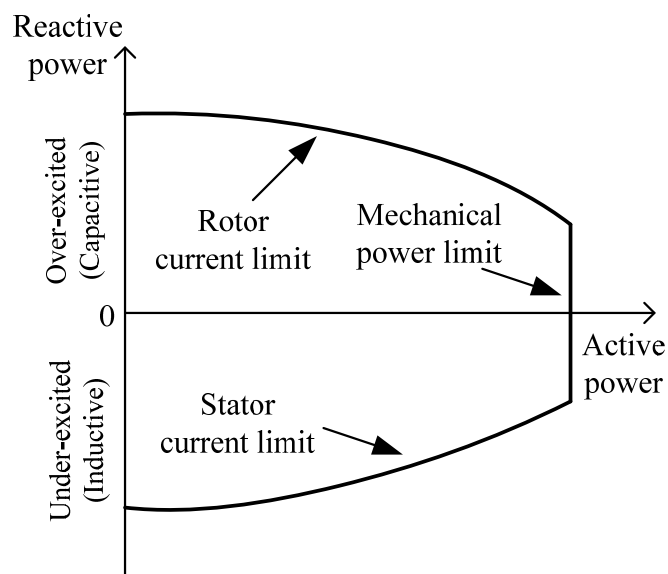 Reactive
power
Over-excited
(Capacitive)
Rotor
current limit
Mechanical
power limit
0
Active
power
Under-excited
(Inductive)
Stator
current limit